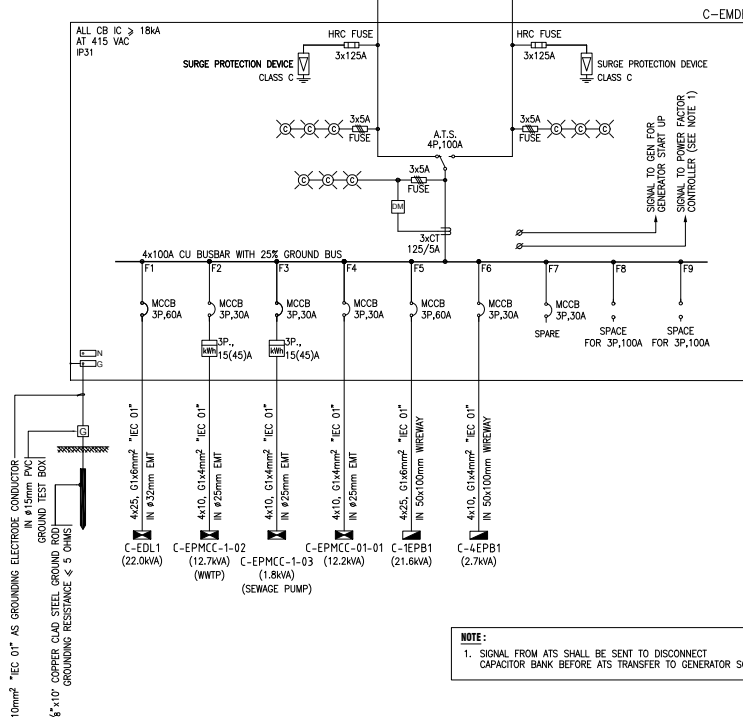 C-EMD
ALL CB IC ⩾ 18kA
AT 415 VAC
IP31
HRC FUSE
3x125A
SURGE PROTECTION DEVICE
CLASS C
HRC FUSE
3x125A
SURGE PROTECTION DEVICE
CLASS C
C C C
3x5A
FUSE
A.T.S.
4P,100A
3x5A
FUSE
C C C
C C C
3x5A
FUSE
DM
3xCT
125/5A
SIGNAL TO GEN FOR
GENERATOR START UP
SIGNAL TO POWER FACTOR
CONTROLLER (SEE NOTE 1)
4x100A CU BUSBAR WITH 25% GROUND BUS
F1
F2
F3
F4
F5
F6
F7
F8
F9
MCCB
3P,60A
MCCB
3P,30A
MCCB
3P,30A
MCCB
3P,30A
MCCB
3P,60A
MCCB
3P,30A
MCCB
3P,30A
SPARE
SPACE
FOR 3P,100A
SPACE
FOR 3P,100A
kWh
3P.,
15(45)A
kWh
3P.,
15(45)A
N
G
G
4x25, G1x6mm² "IEC 01"
IN ø32mm EMT
4x10, G1x4mm² "IEC 01"
IN ø25mm EMT
4x10, G1x4mm² "IEC 01"
IN ø25mm EMT
4x10, G1x4mm² "IEC 01"
IN ø25mm EMT
4x25, G1x6mm² "IEC 01"
IN 50x100mm WIREWAY
4x10, G1x4mm² "IEC 01"
IN 50x100mm WIREWAY
C-EDL1
(22.0kVA)
C-EPMCC-1-02
(12.7kVA)
(WWTP)
C-EPMCC-1-03
(1.8kVA)
(SEWAGE PUMP)
C-EPMCC-01-01
(12.2kVA)
C-1EPB1
(21.6kVA)
C-4EPB1
(2.7kVA)
10mm² "IEC 01" AS GROUNDING ELECTRODE CONDUCTOR
IN ø15mm PVC
GROUND TEST BOX
8"x10' COPPER CLAD STEEL GROUND ROD
GROUNDING RESISTANCE ⩽ 5 OHMS)
NOTE :
1. SIGNAL FROM ATS SHALL BE SENT TO DISCONNECT
CAPACITOR BANK BEFORE ATS TRANSFER TO GENERATOR